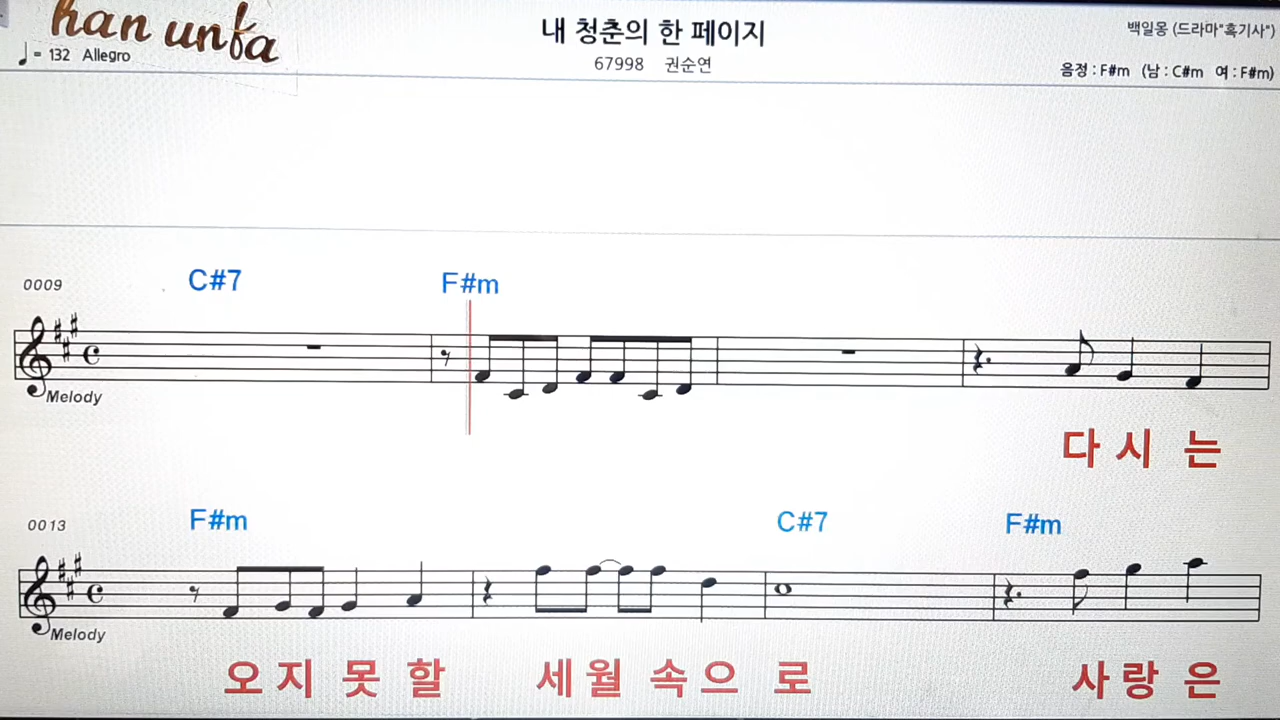 han unfa
내 청춘의 한 페이지
백일몽 (드라마"흑기사")
♩ = 132 Allegro
67998 권순연
음정 : F#m (남 : C#m 여 : F#m)
0009 C#7 F#m
Melody
다 시 는
0013 F#m C#7 F#m
Melody
오 지 못 할 세 월 속 으 로 사 랑 은